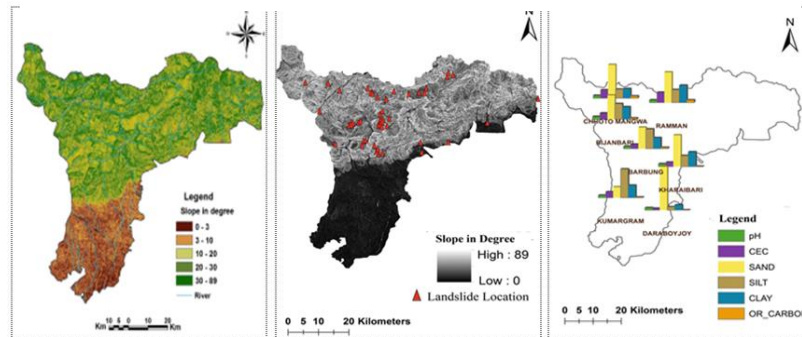 N
Legend
Slope in degree
0 - 3
3 - 10
10 - 20
20 - 30
30 - 89
River
10 5 0 10 20
Km Km
N
Slope in Degree
High : 89
Low : 0
Landslide Location
0 5 10 20 Kilometers
N
CHHOTO MANGWA
RAMMAN
BIJANBARI
BARBUNG
KHARAIBARI
KUMARGRAM
DARABOYJOY
Legend
pH
CEC
SAND
SILT
CLAY
OR_CARBO
0 5 10 20 Kilometers